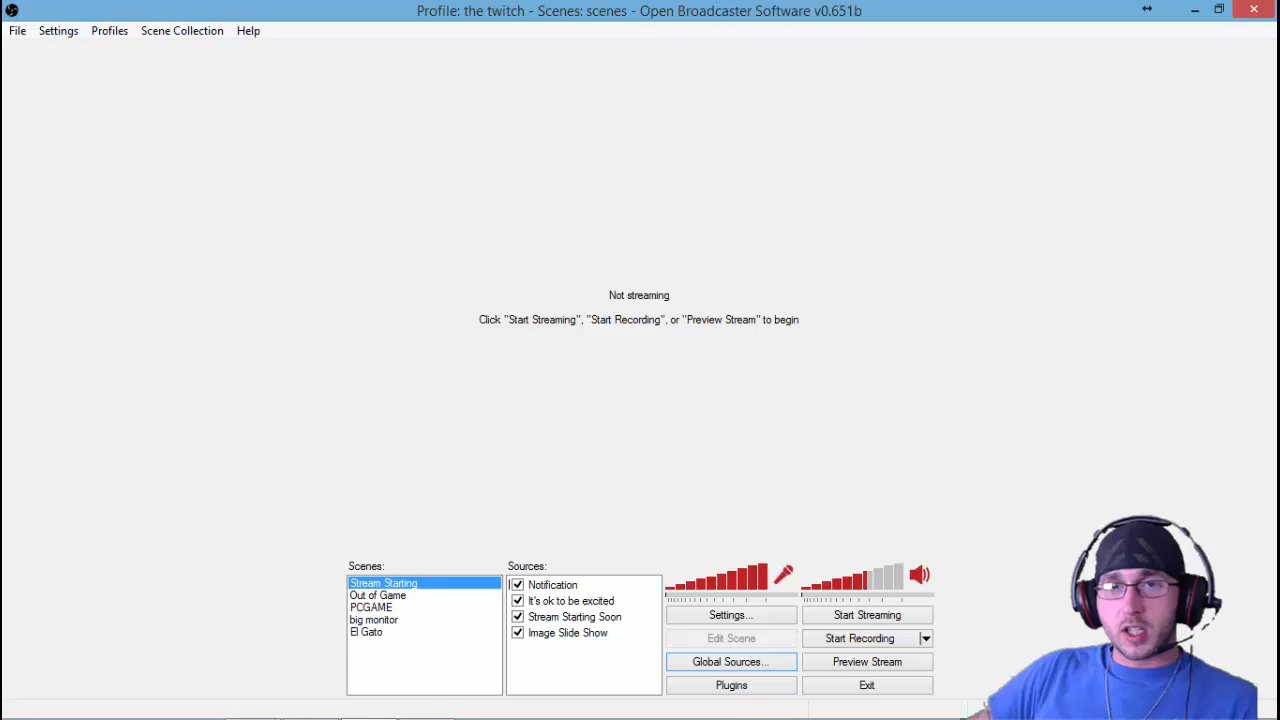 Profile: the twitch - Scenes: scenes - Open Broadcaster Software v0.651b
File Settings Profiles Scene Collection Help
Not streaming
Click "Start Streaming", "Start Recording", or "Preview Stream" to begin
Scenes:
Stream Starting
Out of Game
PCGAME
big monitor
El Gato
Sources:
Notification
It's ok to be excited
Stream Starting Soon
Image Slide Show
Settings...
Start Streaming
Edit Scene
Start Recording
Global Sources...
Preview Stream
Plugins
Exit